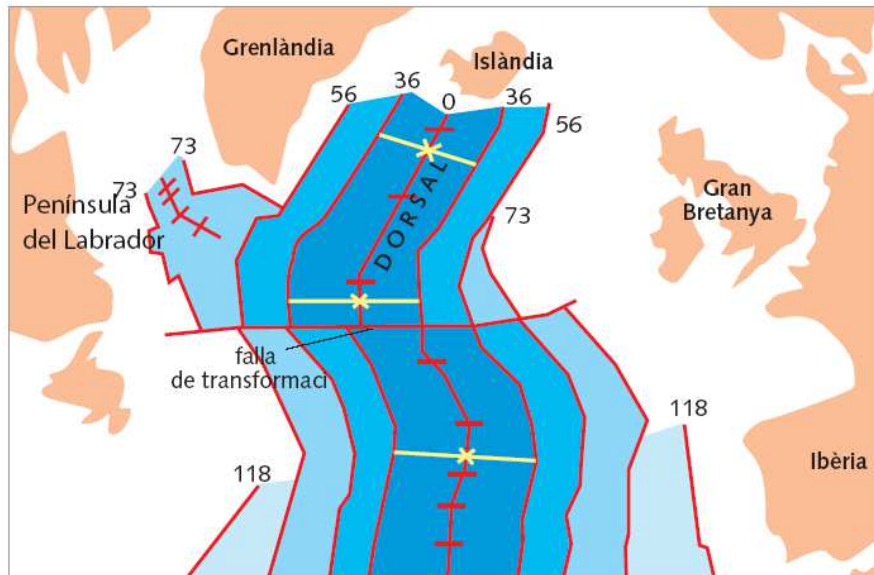 Grenlàndia
Islàndia
36
0
36
56
56
73
73
73
Península
del Labrador
DORSAL
Gran
Bretanya
falla
de transformaci
118
118
Ibèria